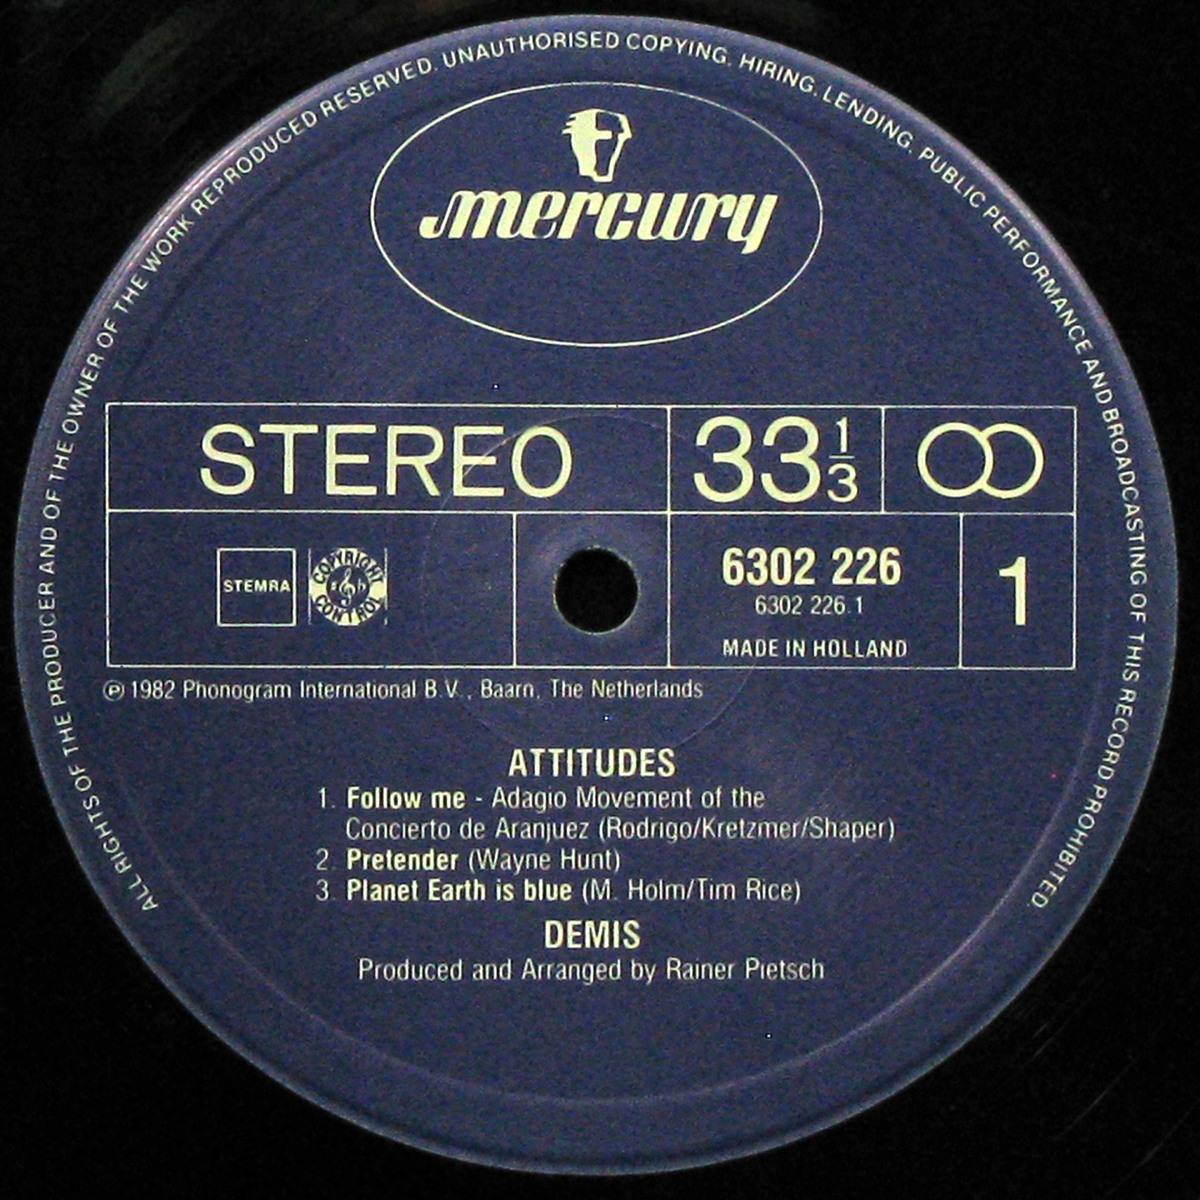 ALL RIGHTS OF THE PRODUCER AND OF THE OWNER OF THE WORK REPRODUCED RESERVED. UNAUTHORISED COPYING, HIRING, LENDING, PUBLIC PERFORMANCE AND BROADCASTING OF THIS RECORD PROHIBITED.
mercury
STEREO
33 1/3
STEMRA
COPYRIGHT CONTROL
6302 226
6302 226.1
MADE IN HOLLAND
1
℗ 1982 Phonogram International B.V., Baarn, The Netherlands
ATTITUDES
1. Follow me - Adagio Movement of the
Concierto de Aranjuez (Rodrigo/Kretzmer/Shaper)
2. Pretender (Wayne Hunt)
3. Planet Earth is blue (M. Holm/Tim Rice)
DEMIS
Produced and Arranged by Rainer Pietsch